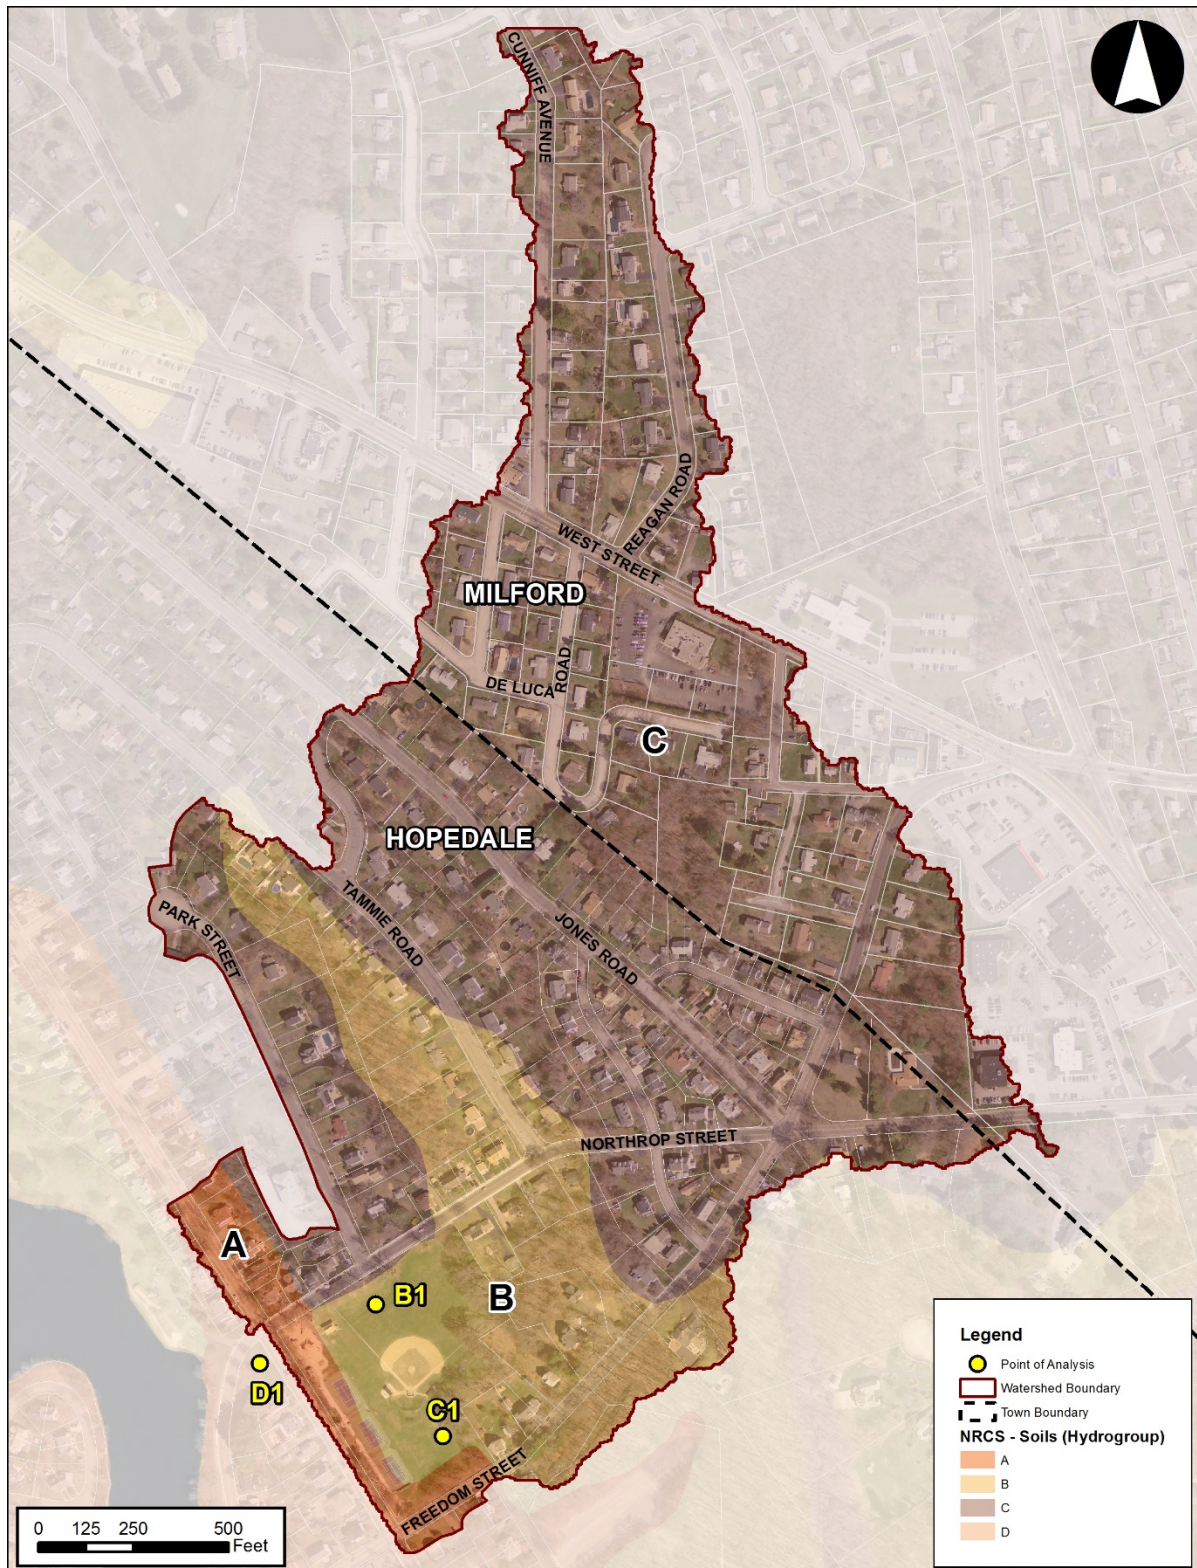 CUNNIFF AVENUE
REAGAN ROAD
WEST STREET
MILFORD
DE LUCA ROAD
C
HOPEDALE
TAMMIE ROAD
PARK STREET
JONES ROAD
NORTHROP STREET
A
B
B1
D1
C1
FREEDOM STREET
Legend
Point of Analysis
Watershed Boundary
Town Boundary
NRCS - Soils (Hydrogroup)
A
B
C
D
0 125 250 500
Feet